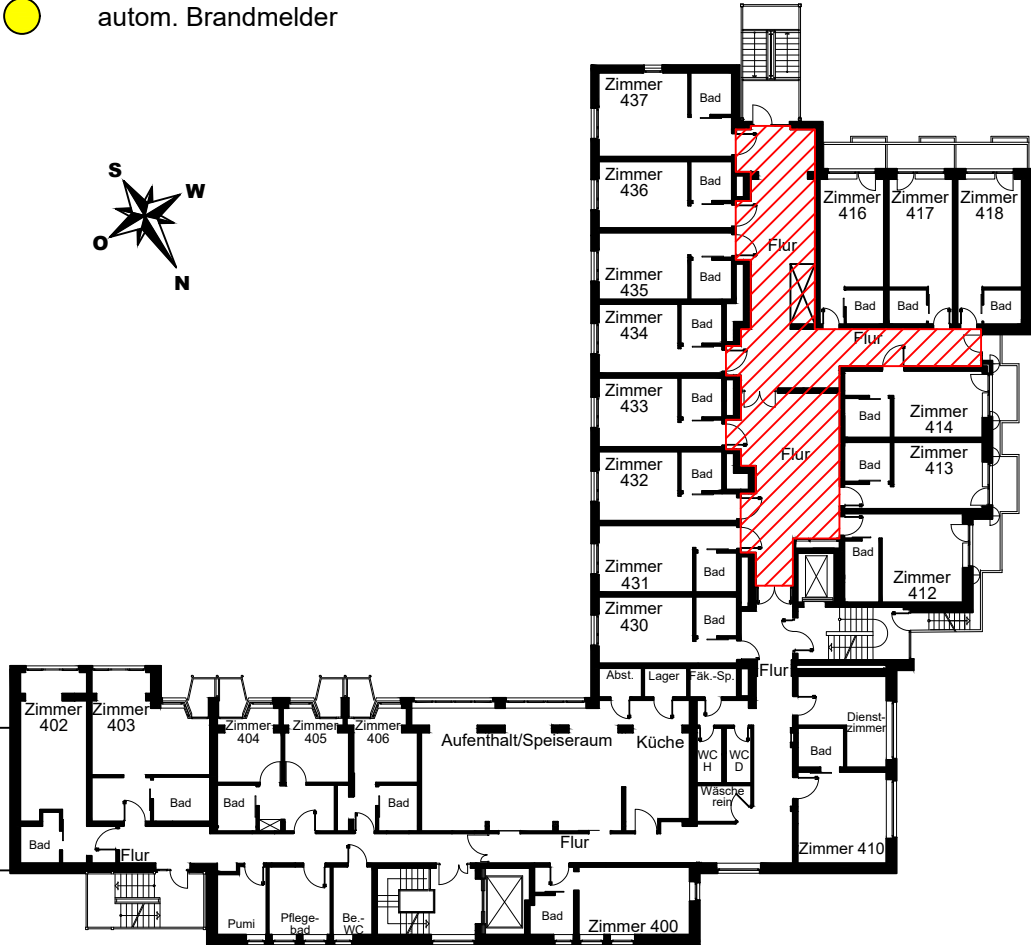 autom. Brandmelder
S
W
O
N
Zimmer
437
Bad
Zimmer
436
Bad
Zimmer
435
Bad
Zimmer
434
Bad
Zimmer
433
Bad
Zimmer
432
Bad
Zimmer
431
Bad
Zimmer
430
Bad
Flur
Zimmer
416
Bad
Zimmer
417
Bad
Zimmer
418
Bad
Flur
Zimmer
414
Bad
Flur
Zimmer
413
Bad
Zimmer
412
Bad
Abst.
Lager
Fäk.-Sp.
Flur
Dienst-
zimmer
Bad
Zimmer 410
Zimmer
402
Bad
Zimmer
403
Bad
Zimmer
404
Bad
Zimmer
405
Zimmer
406
Bad
Aufenthalt/Speiseraum
Küche
WC
H
WC
D
Wäsche
rein
Flur
Flur
Pumi
Pflege-
bad
Be.-
WC
Bad
Zimmer 400